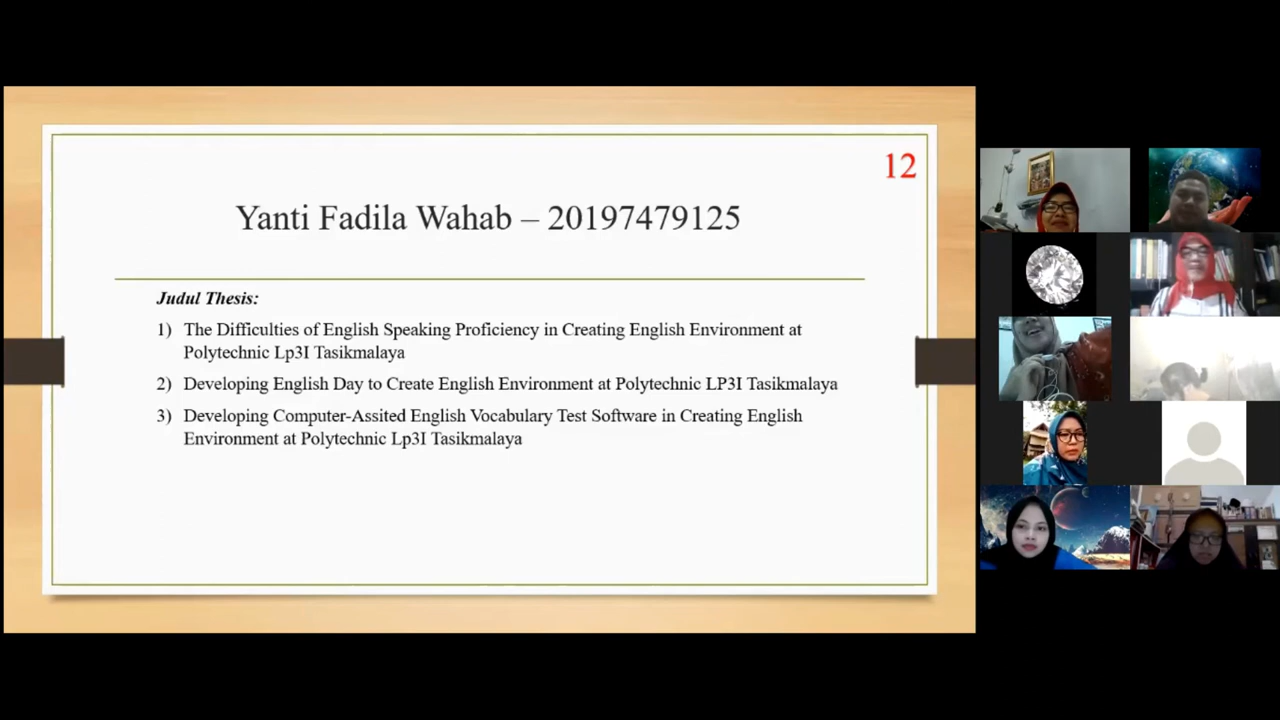 12
Yanti Fadila Wahab – 20197479125
Judul Thesis:
1) The Difficulties of English Speaking Proficiency in Creating English Environment at
Polytechnic Lp3I Tasikmalaya
2) Developing English Day to Create English Environment at Polytechnic LP3I Tasikmalaya
3) Developing Computer-Assited English Vocabulary Test Software in Creating English
Environment at Polytechnic Lp3I Tasikmalaya